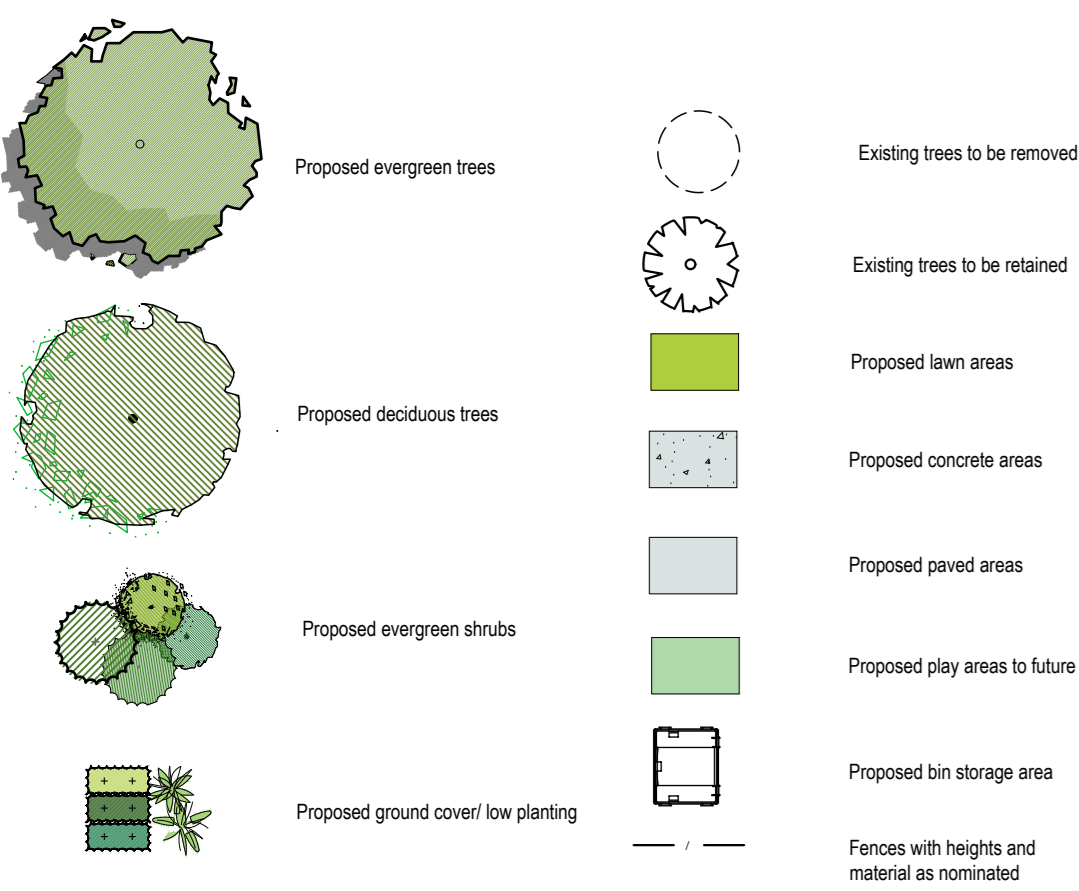 Proposed evergreen trees
Proposed deciduous trees
Proposed evergreen shrubs
Proposed ground cover/ low planting
Existing trees to be removed
Existing trees to be retained
Proposed lawn areas
Proposed concrete areas
Proposed paved areas
Proposed play areas to future
Proposed bin storage area
Fences with heights and
material as nominated